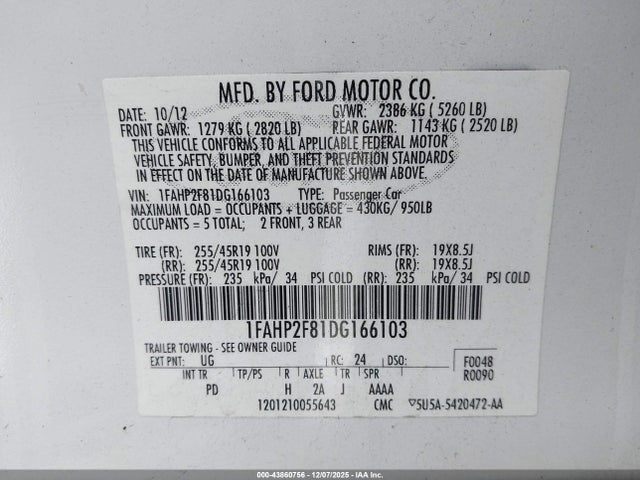 MFD. BY FORD MOTOR CO.
DATE: 10/12 GVWR: 2386 KG ( 5260 LB)
FRONT GAWR: 1279 KG ( 2820 LB) REAR GAWR: 1143 KG ( 2520 LB)
THIS VEHICLE CONFORMS TO ALL APPLICABLE FEDERAL MOTOR
VEHICLE SAFETY, BUMPER, AND THEFT PREVENTION STANDARDS
IN EFFECT ON THE DATE OF MANUFACTURE SHOWN ABOVE.
VIN: 1FAHP2F81DG166103 TYPE: Passenger Car
MAXIMUM LOAD = OCCUPANTS + LUGGAGE = 430KG/ 950LB
OCCUPANTS = 5 TOTAL; 2 FRONT, 3 REAR
TIRE (FR): 255/45R19 100V RIMS (FR): 19X8.5J
(RR): 255/45R19 100V (RR): 19X8.5J
PRESSURE (FR): 235 kPa/ 34 PSI COLD (RR): 235 kPa/ 34 PSI COLD
1FAHP2F81DG166103
TRAILER TOWING - SEE OWNER GUIDE
EXT PNT: UG RC: 24 DSO: F0048
INT TR TP/PS R AXLE TR SPR R0090
PD H 2A J AAAA
1201210055643 CMC ▽5U5A-5420472-AA
000-43860756 - 12/07/2025 - IAA Inc.